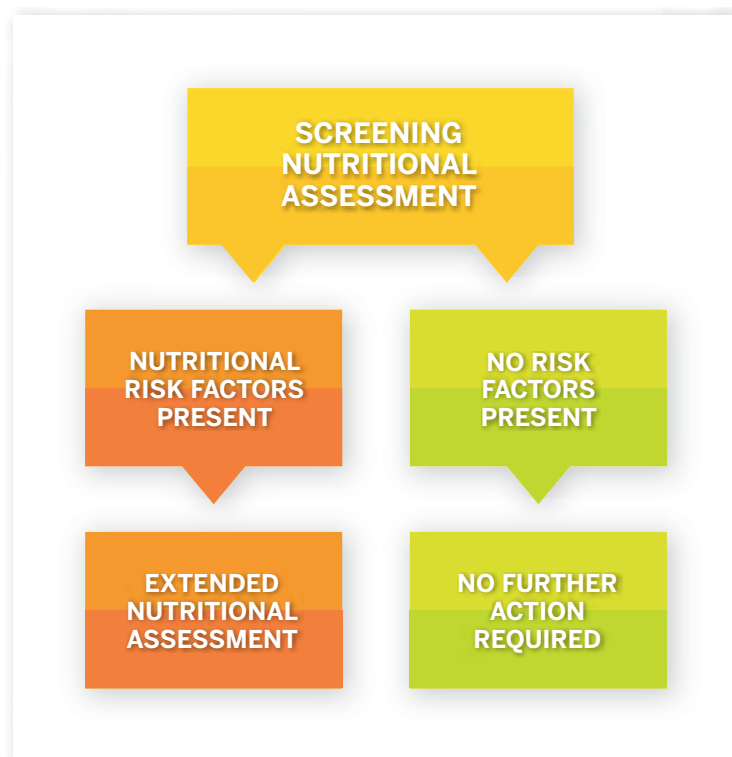 SCREENING
NUTRITIONAL
ASSESSMENT
NUTRITIONAL
RISK FACTORS
PRESENT
NO RISK
FACTORS
PRESENT
EXTENDED
NUTRITIONAL
ASSESSMENT
NO FURTHER
ACTION
REQUIRED